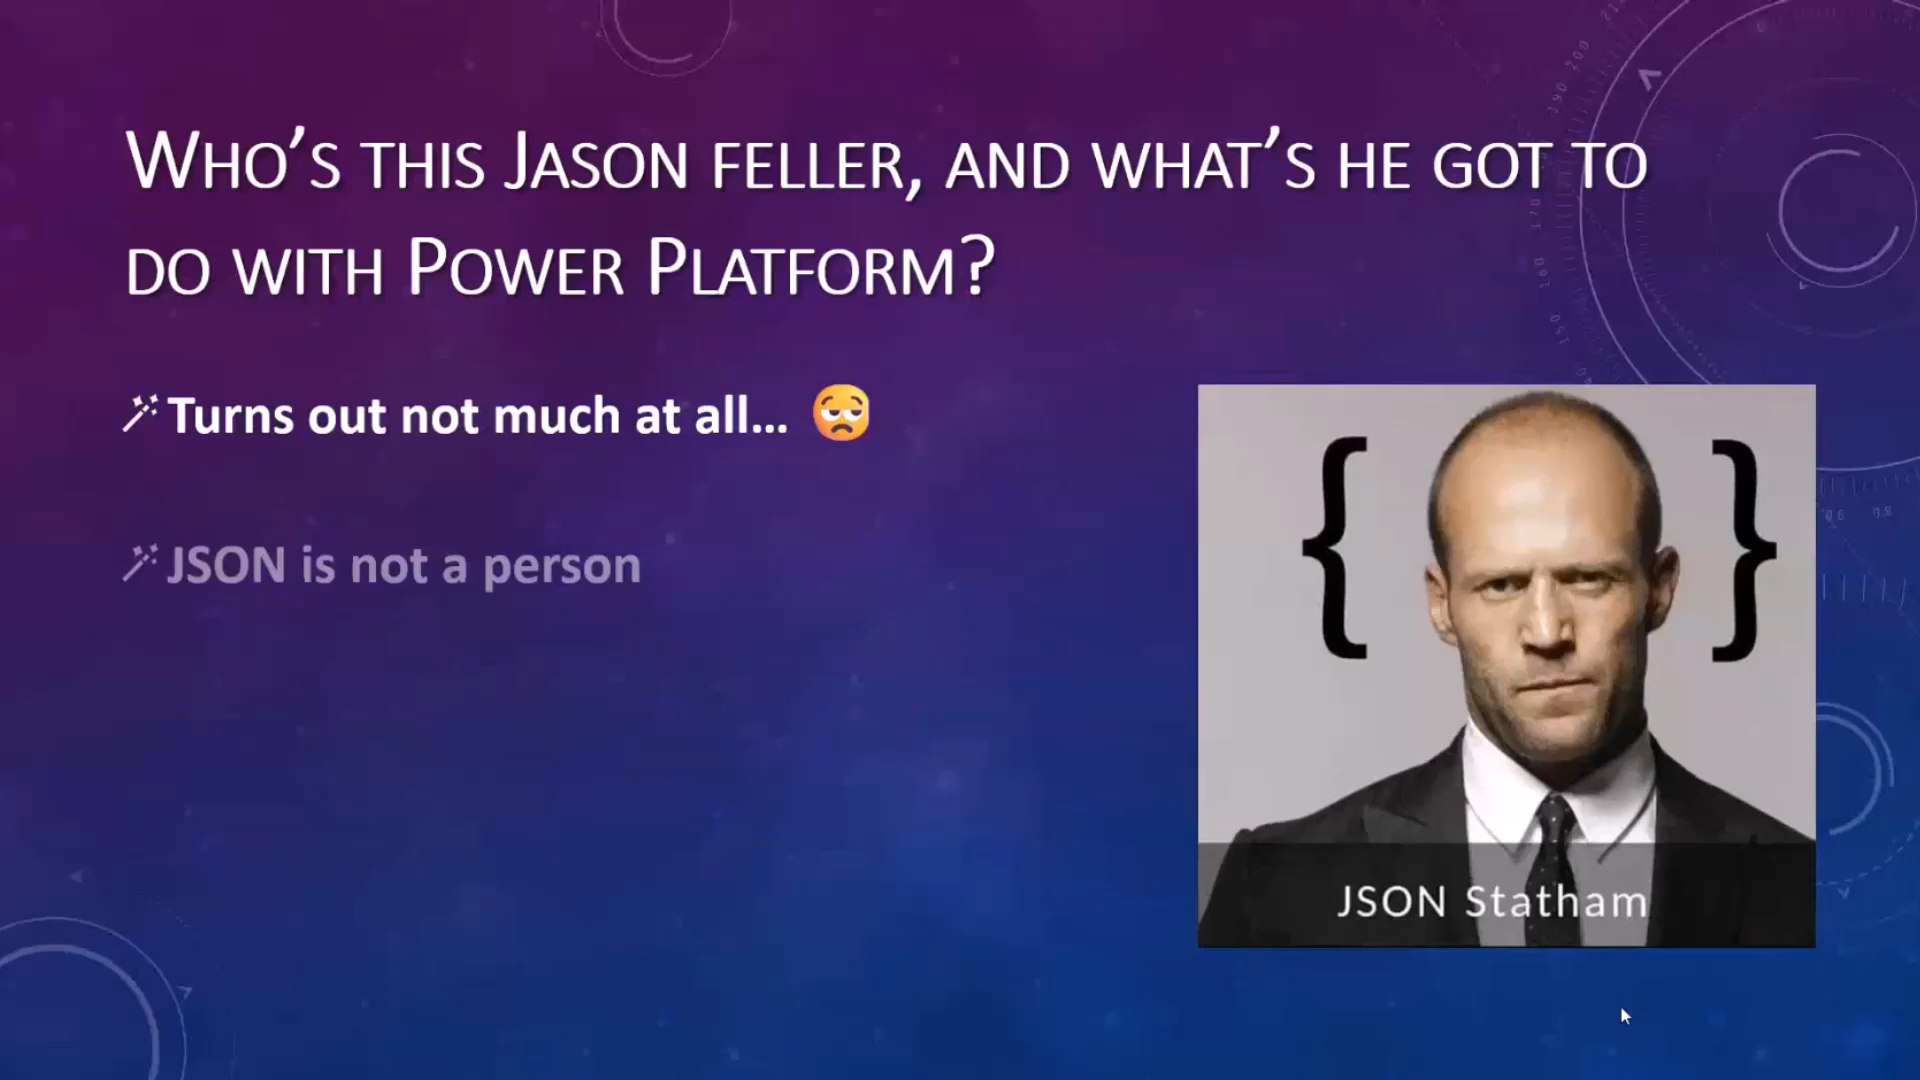 Who's this Jason feller, and what's he got to
do with Power Platform?
Turns out not much at all...
JSON is not a person
{ }
JSON Statham